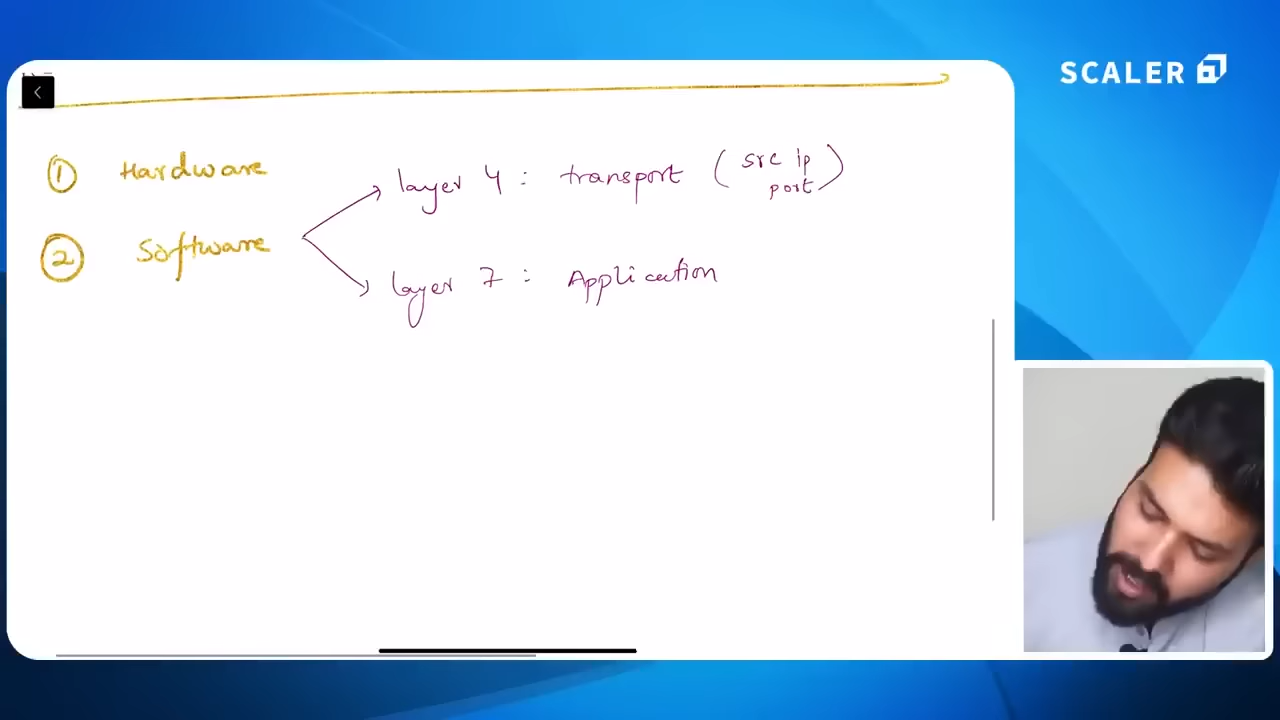 SCALER
1 Hardware
layer 4 : transport (src ip
port)
2 Software
layer 7 : Application